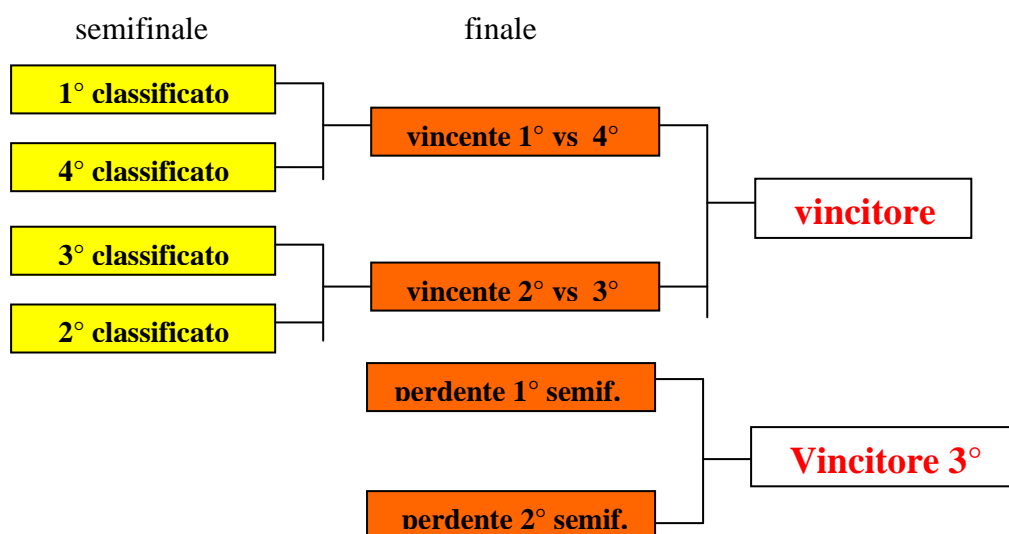 semifinale
finale
1° classificato
4° classificato
vincente 1° vs 4°
3° classificato
2° classificato
vincente 2° vs 3°
vincitore
perdente 1° semif.
perdente 2° semif.
Vincitore 3°